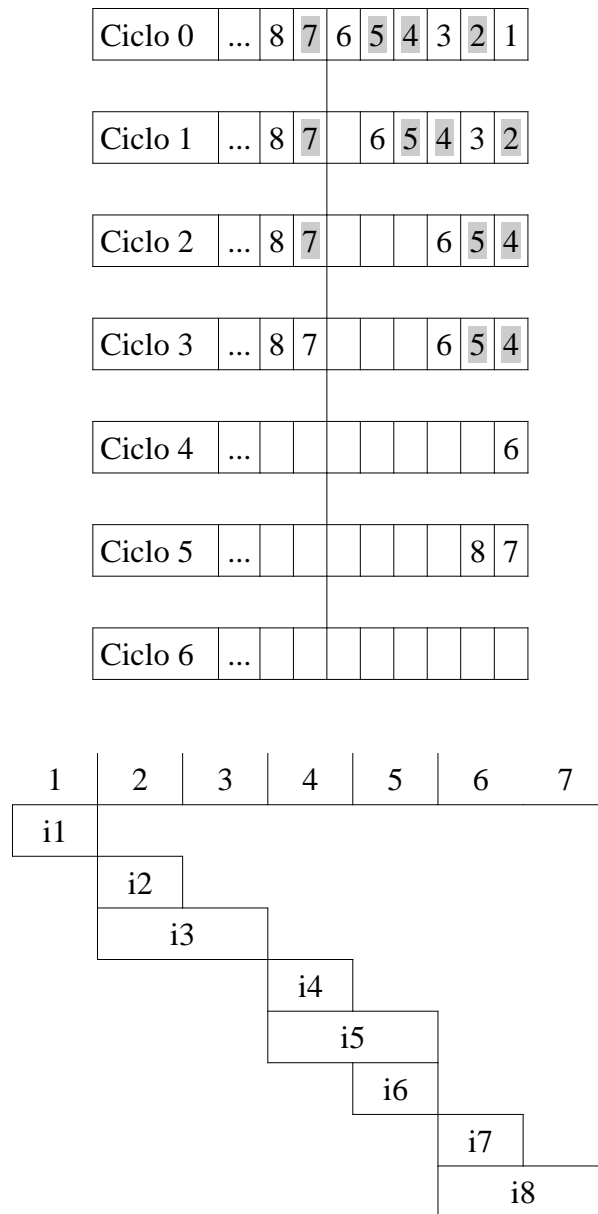 Ciclo 0 ... 8 7 6 5 4 3 2 1
Ciclo 1 ... 8 7 6 5 4 3 2
Ciclo 2 ... 8 7 6 5 4
Ciclo 3 ... 8 7 6 5 4
Ciclo 4 ... 6
Ciclo 5 ... 8 7
Ciclo 6 ...
1 2 3 4 5 6 7
i1
i2
i3
i4
i5
i6
i7
i8